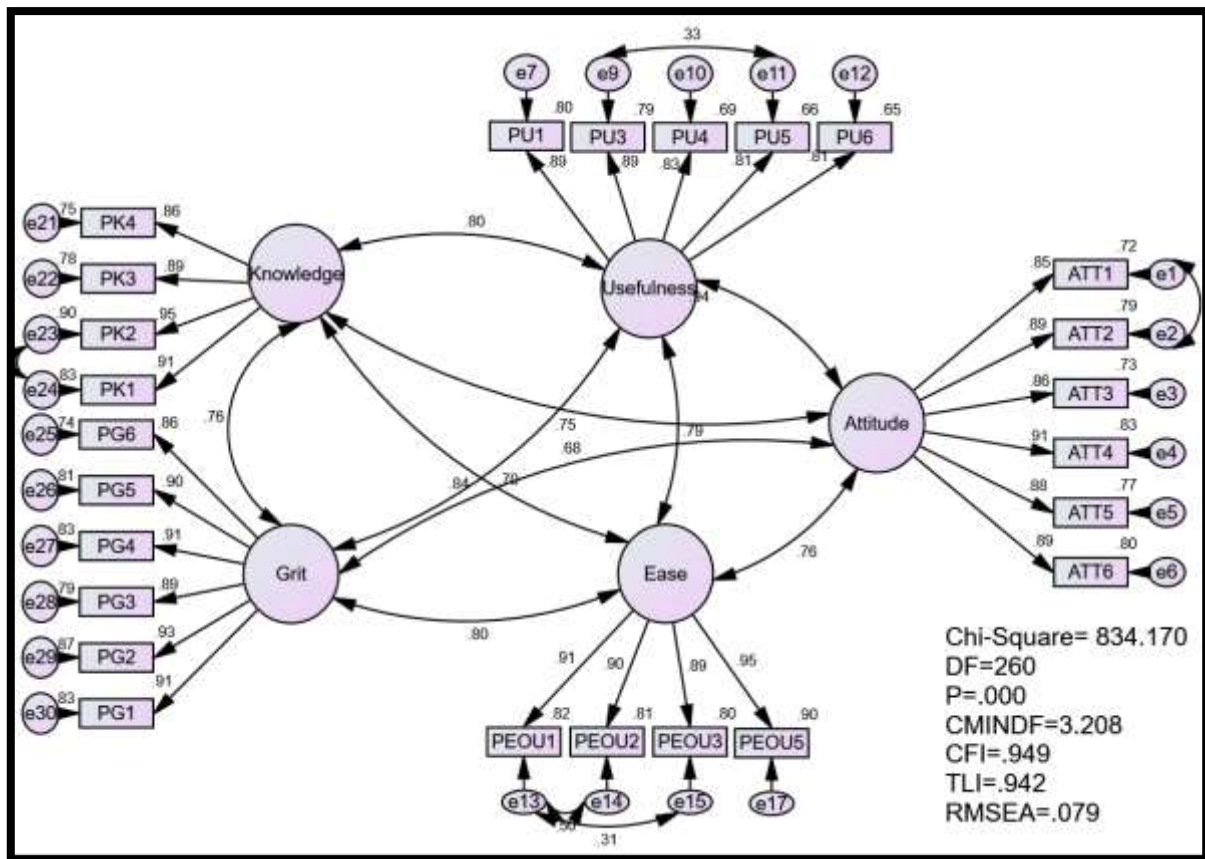 .33
e7 e9 e10 e11 e12
.80 .79 .69 .66 .65
PU1 PU3 PU4 PU5 PU6
.89 .89 .83 .81 .81
e21 .75 PK4 .86
e22 .78 PK3 .89
e23 .90 PK2 .95
e24 .83 PK1 .91
Knowledge
.80
Usefulness
.85 ATT1 .72 e1
.89 ATT2 .79 e2
.86 ATT3 .73 e3
.91 ATT4 .83 e4
.88 ATT5 .77 e5
.89 ATT6 .80 e6
Attitude
e25 .74 PG6 .86
e26 .81 PG5 .90
e27 .83 PG4 .91
e28 .79 PG3 .89
e29 .87 PG2 .93
e30 .83 PG1 .91
.76
.75
.68
.79
.84
Grit
Ease
.76
.80
.91 .90 .89 .95
.82 .81 .80 .90
PEOU1 PEOU2 PEOU3 PEOU5
e13 e14 e15 e17
.31
Chi-Square= 834.170
DF=260
P=.000
CMINDF=3.208
CFI=.949
TLI=.942
RMSEA=.079